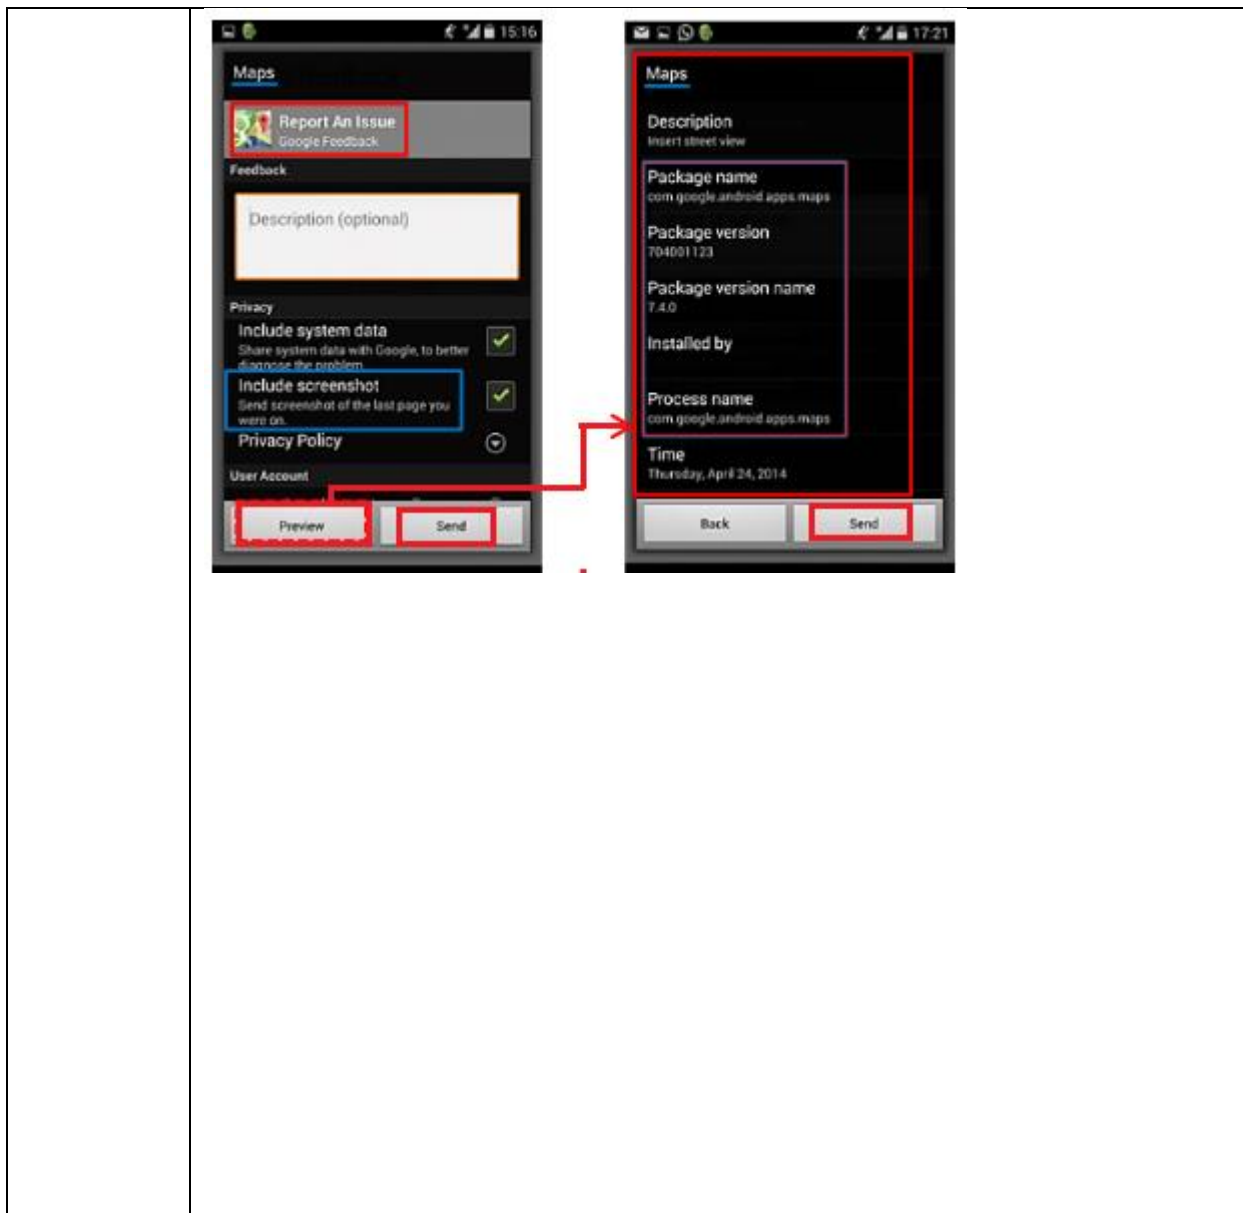 15:16
Maps
Report An Issue
Google Feedback
Feedback
Description (optional)
Privacy
Include system data
Share system data with Google, to better
diagnose the problem
Include screenshot
Send screenshot of the last page you
were on.
Privacy Policy
User Account
Preview
Send
17:21
Maps
Description
Insert street view
Package name
com.google.android.apps.maps
Package version
704001123
Package version name
7.4.0
Installed by
Process name
com.google.android.apps.maps
Time
Thursday, April 24, 2014
Back
Send